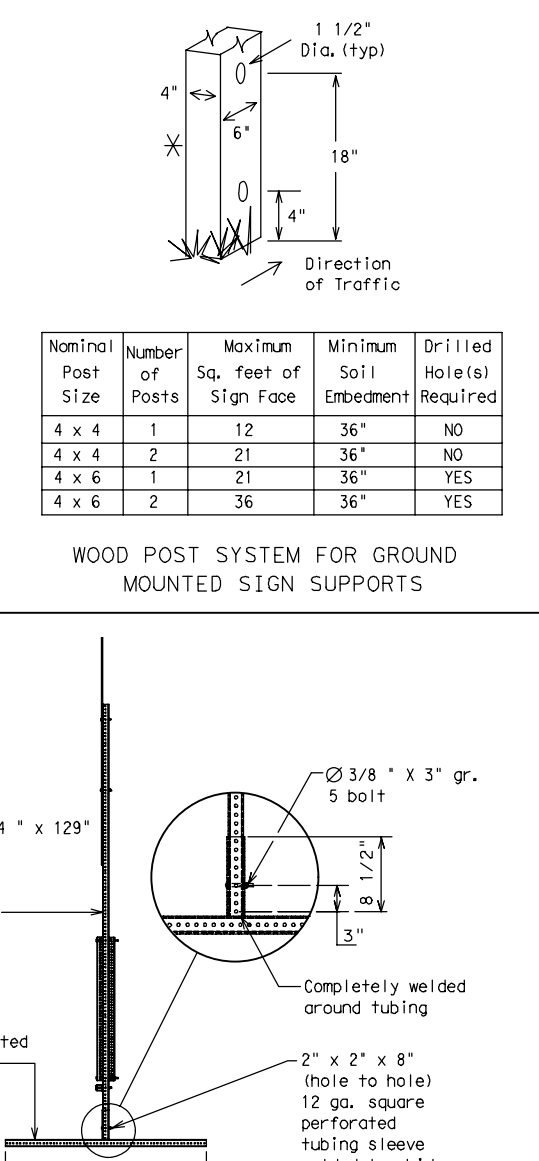 1 1/2"
Dia.(typ)
4"
6"
18"
4"
Direction
of Traffic
Nominal Post Size Number of Posts Maximum Sq. feet of Sign Face Minimum Soil Embedment Drilled Hole(s) Required
4 x 4 1 12 36" NO
4 x 4 2 21 36" NO
4 x 6 1 21 36" YES
4 x 6 2 36 36" YES
WOOD POST SYSTEM FOR GROUND
MOUNTED SIGN SUPPORTS
Ø 3/8 " X 3" gr.
5 bolt
4 " x 129"
8 1/2"
3"
Completely welded
around tubing
2" x 2" x 8"
(hole to hole)
12 ga. square
perforated
tubing sleeve